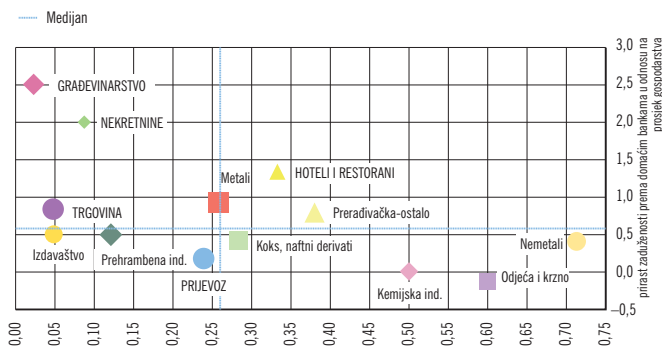 Medijan
GRAĐEVINARSTVO
NEKRETNINE
HOTELI I RESTORANI
Metali
TRGOVINA
Prerađivačka-ostalo
Izdavaštvo
Prehrambena ind.
Koks, naftni derivati
Nemetali
PRIJEVOZ
Kemijska ind.
Odjeća i krzno
3,0
2,5
2,0
1,5
1,0
0,5
0,0
–0,5
prirast zaduženosti prema domaćim bankama u odnosu na
prosjek gospodarstva
0,00
0,05
0,10
0,15
0,20
0,25
0,30
0,35
0,40
0,45
0,50
0,55
0,60
0,65
0,70
0,75